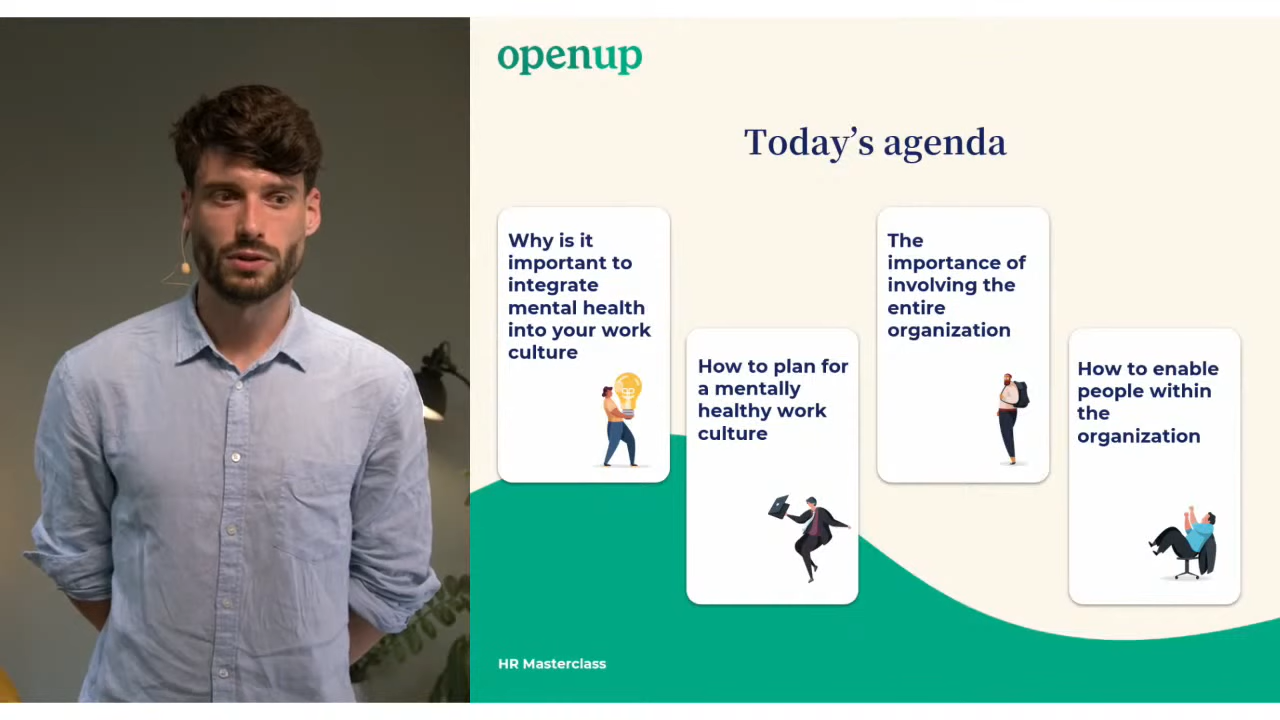 openup
Today's agenda
Why is it
important to
integrate
mental health
into your work
culture
How to plan for
a mentally
healthy work
culture
The
importance of
involving the
entire
organization
How to enable
people within
the
organization
HR Masterclass